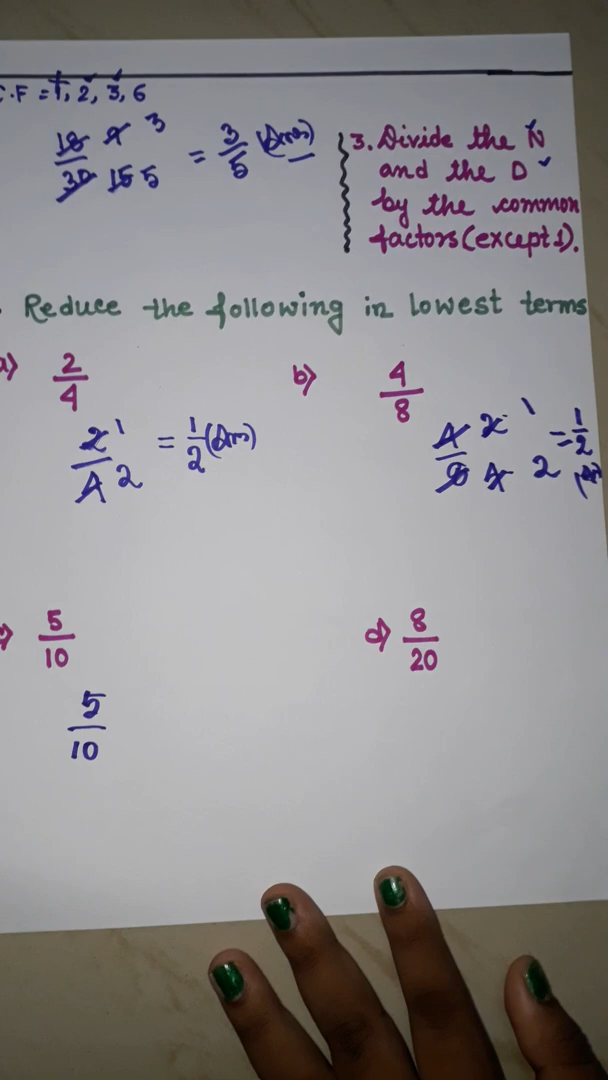 C.F = 1, 2, 3, 6
18 9 3
30 15 5
= 3/5 (Ans)
3. Divide the N
and the D
by the common
factors (except 1).
Reduce the following in lowest terms
a) 2/4
2 1
4 2
= 1/2 (Ans)
b) 4/8
4 2 1
8 4 2
= 1/2
(Ans)
c) 5/10
5/10
d) 8/20